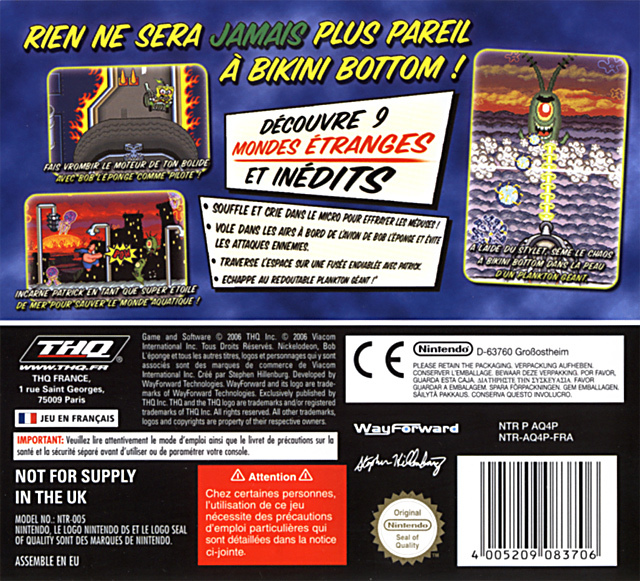 RIEN NE SERA JAMAIS PLUS PAREIL
À BIKINI BOTTOM !
FAIS VROMBIR LE MOTEUR DE TON BOLIDE
AVEC BOB L'ÉPONGE COMME "PILOTE" !
INCARNE PATRICK EN TANT QUE SUPER ÉTOILE
DE MER POUR SAUVER LE MONDE AQUATIQUE !
DÉCOUVRE 9
MONDES ÉTRANGES
ET INÉDITS
• SOUFFLE ET CRIE DANS LE MICRO POUR EFFRAYER LES MÉDUSES !
• VOLE DANS LES AIRS À BORD DE L'AVION DE BOB L'ÉPONGE ET ÉVITE
LES ATTAQUES ENNEMIES.
• TRAVERSE L'ESPACE SUR UNE FUSÉE ENDIABLÉE AVEC PATRICK.
• ECHAPPE AU REDOUTABLE PLANKTON GÉANT !
À L'AIDE DU STYLET, SÈME LE CHAOS
À BIKINI BOTTOM DANS LA PEAU
D'UN PLANKTON GÉANT.
THQ®
WWW.THQ.FR
THQ FRANCE,
1 rue Saint Georges,
75009 Paris
JEU EN FRANÇAIS
Game and Software © 2006 THQ Inc. © 2006 Viacom
International Inc. Tous Droits Réservés. Nickelodeon, Bob
L'éponge et tous les autres titres, logos et personnages qui y sont
associés sont des marques de commerce de Viacom
International Inc. Créé par Stephen Hillenburg. Developed by
WayForward Technologies. WayForward and its logo are trade-
marks of WayForward Technologies. Exclusively published by
THQ Inc. THQ and the THQ logo are trademarks and/or registered
trademarks of THQ Inc. All rights reserved. All other trademarks,
logos and copyrights are property of their respective owners.
IMPORTANT: Veuillez lire attentivement le mode d'emploi ainsi que le livret de précautions sur la
santé et la sécurité séparé avant d'utiliser ou de paramétrer votre console.
NOT FOR SUPPLY
IN THE UK
MODEL NO.: NTR-005
NINTENDO, LE LOGO NINTENDO DS ET LE LOGO SEAL
OF QUALITY SONT DES MARQUES DE NINTENDO.
ASSEMBLE EN EU
⚠ Attention ⚠
Chez certaines personnes,
l'utilisation de ce jeu
nécessite des précautions
d'emploi particulières qui
sont détaillées dans la notice
ci-jointe.
CE
Nintendo® D-63760 Großostheim
PLEASE RETAIN THE PACKAGING. VERPACKUNG AUFHEBEN.
CONSERVER L'EMBALLAGE. BEWAAR DEZE VERPAKKING. POR FAVOR,
GUARDA ESTA CAJA. ΔΙΑΤΗΡΗΣΤΕ ΤΗΝ ΣΥΣΚΕΥΑΣΙΑ. FAVOR
GUARDAR A EMBALAGEM. SPARA FÖRPACKNINGEN. GEM EMBALLAGEN.
SÄILYTÄ PAKKAUS. CONSERVA QUESTO INVOLUCRO.
WayForward
NTR P AQ4P
NTR-AQ4P-FRA
Stephen Hillenburg
Original
Nintendo
Seal of
Quality
4 005209 083706